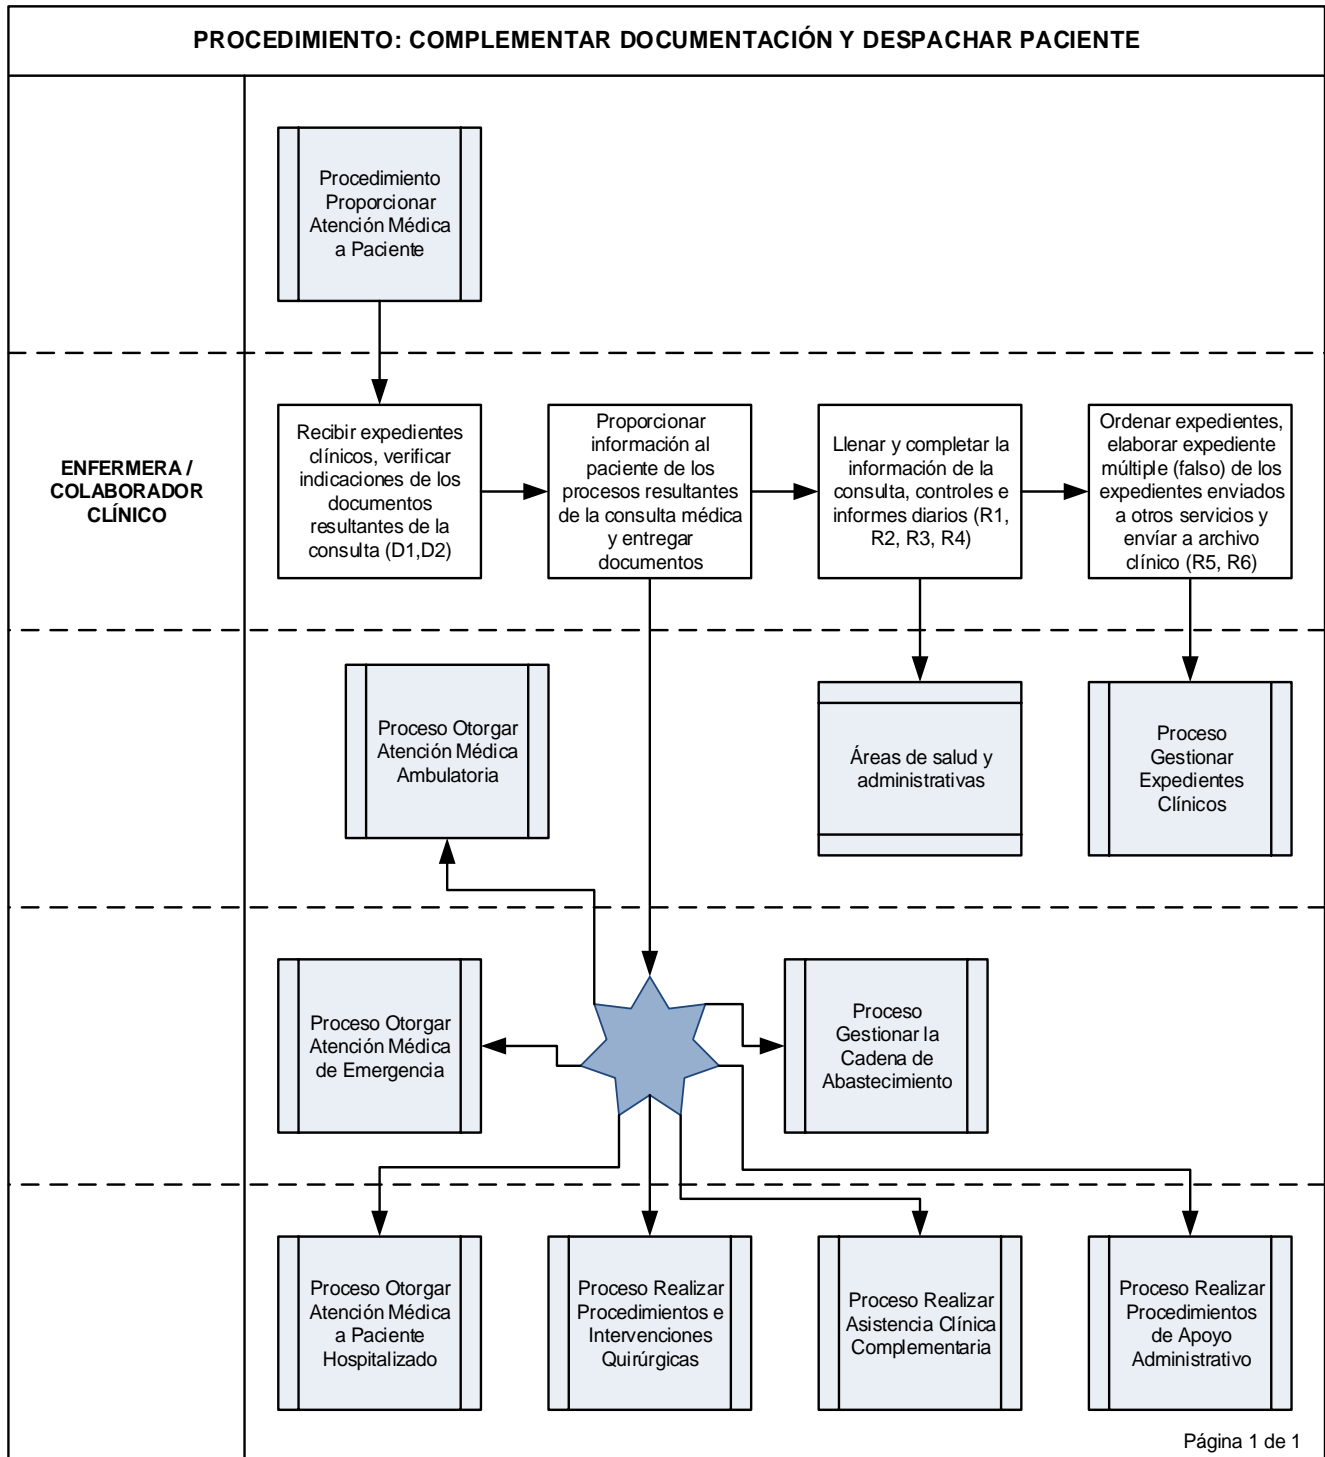 PROCEDIMIENTO: COMPLEMENTAR DOCUMENTACIÓN Y DESPACHAR PACIENTE
Procedimiento
Proporcionar
Atención Médica
a Paciente
ENFERMERA /
COLABORADOR
CLÍNICO
Recibir expedientes
clínicos, verificar
indicaciones de los
documentos
resultantes de la
consulta (D1,D2)
Proporcionar
información al
paciente de los
procesos resultantes
de la consulta médica
y entregar
documentos
Llenar y completar la
información de la
consulta, controles e
informes diarios (R1,
R2, R3, R4)
Ordenar expedientes,
elaborar expediente
múltiple (falso) de los
expedientes enviados
a otros servicios y
envíar a archivo
clínico (R5, R6)
Proceso Otorgar
Atención Médica
Ambulatoria
Áreas de salud y
administrativas
Proceso
Gestionar
Expedientes
Clínicos
Proceso Otorgar
Atención Médica
de Emergencia
Proceso
Gestionar la
Cadena de
Abastecimiento
Proceso Otorgar
Atención Médica
a Paciente
Hospitalizado
Proceso Realizar
Procedimientos e
Intervenciones
Quirúrgicas
Proceso Realizar
Asistencia Clínica
Complementaria
Proceso Realizar
Procedimientos
de Apoyo
Administrativo
Página 1 de 1